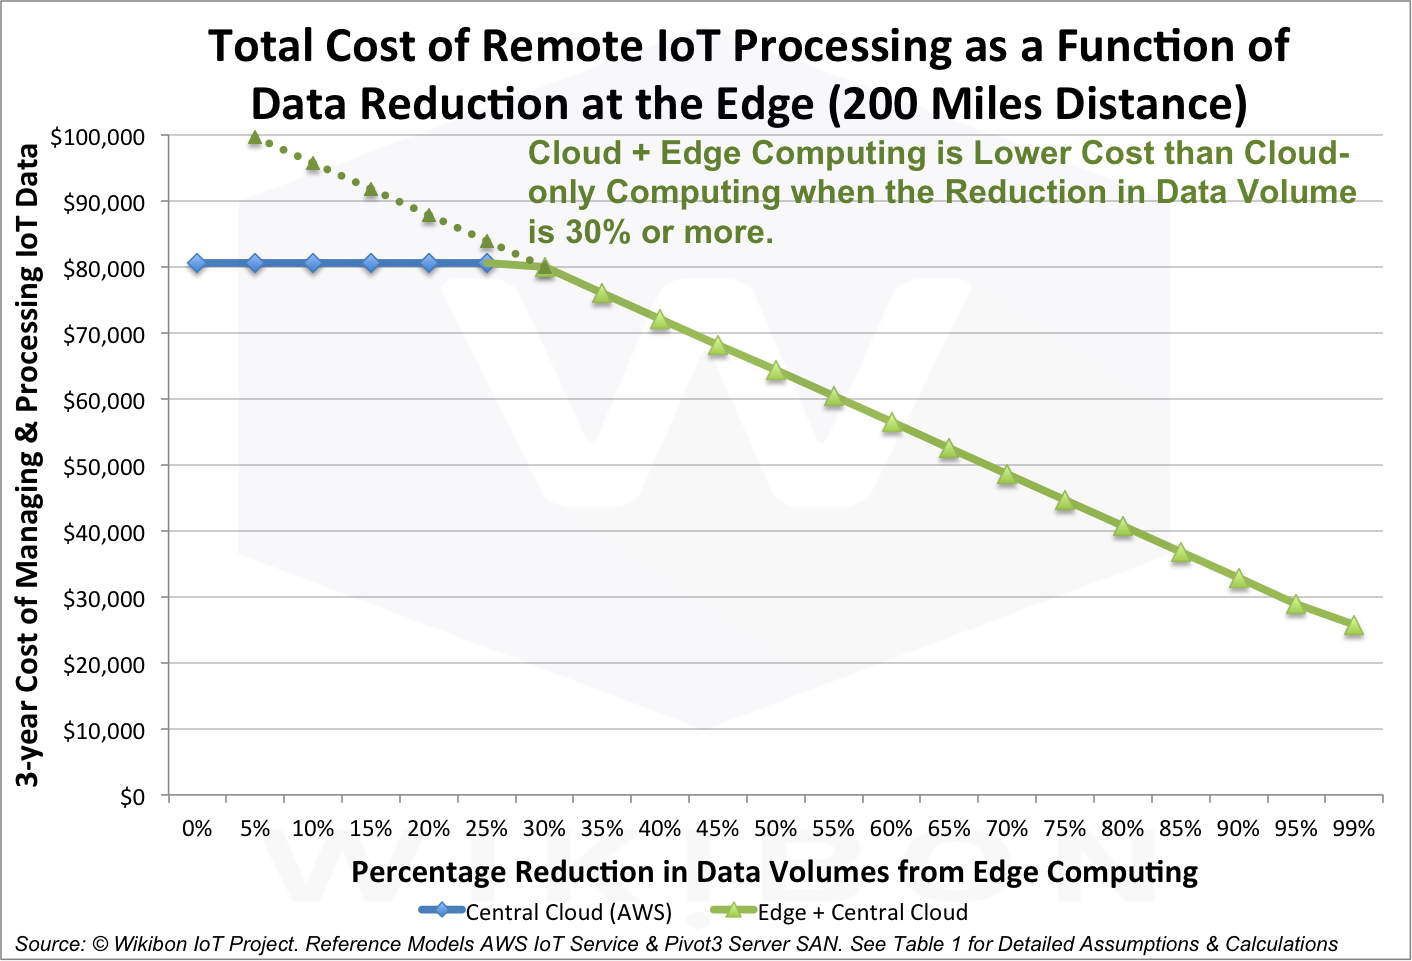 Total Cost of Remote IoT Processing as a Function of
Data Reduction at the Edge (200 Miles Distance)
3-year Cost of Managing & Processing IoT Data
$100,000
$90,000
$80,000
$70,000
$60,000
$50,000
$40,000
$30,000
$20,000
$10,000
$0
Cloud + Edge Computing is Lower Cost than Cloud-
only Computing when the Reduction in Data Volume
is 30% or more.
0% 5% 10% 15% 20% 25% 30% 35% 40% 45% 50% 55% 60% 65% 70% 75% 80% 85% 90% 95% 99%
WIKIBON
Percentage Reduction in Data Volumes from Edge Computing
Central Cloud (AWS) Edge + Central Cloud
Source: © Wikibon IoT Project. Reference Models AWS IoT Service & Pivot3 Server SAN. See Table 1 for Detailed Assumptions & Calculations